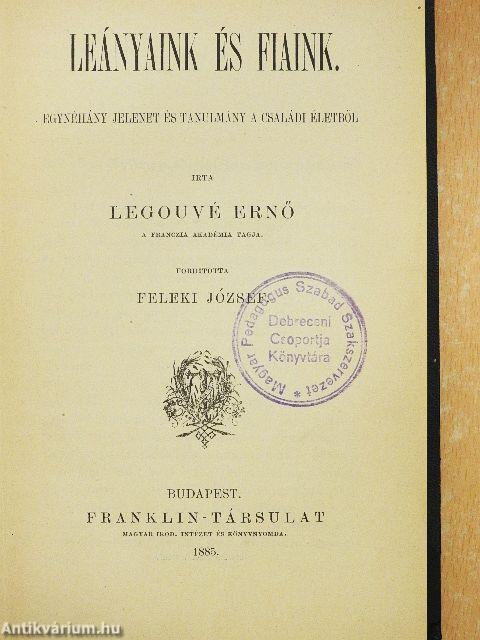 LEÁNYAINK ÉS FIAINK.
EGYNÉHÁNY JELENET ÉS TANULMÁNY A CSALÁDI ÉLETBŐL
IRTA
LEGOUVÉ ERNŐ
A FRANCZIA AKADÉMIA TAGJA.
FORDITOTTA
FELEKI JÓZSEF.
Magyar Pedagógus Szabad Szakszervezet *
Debreceni
Csoportja
Könyvtára
BUDAPEST.
FRANKLIN-TÁRSULAT
MAGYAR IROD. INTÉZET ÉS KÖNYVNYOMDA.
1885.
Antikvárium.hu